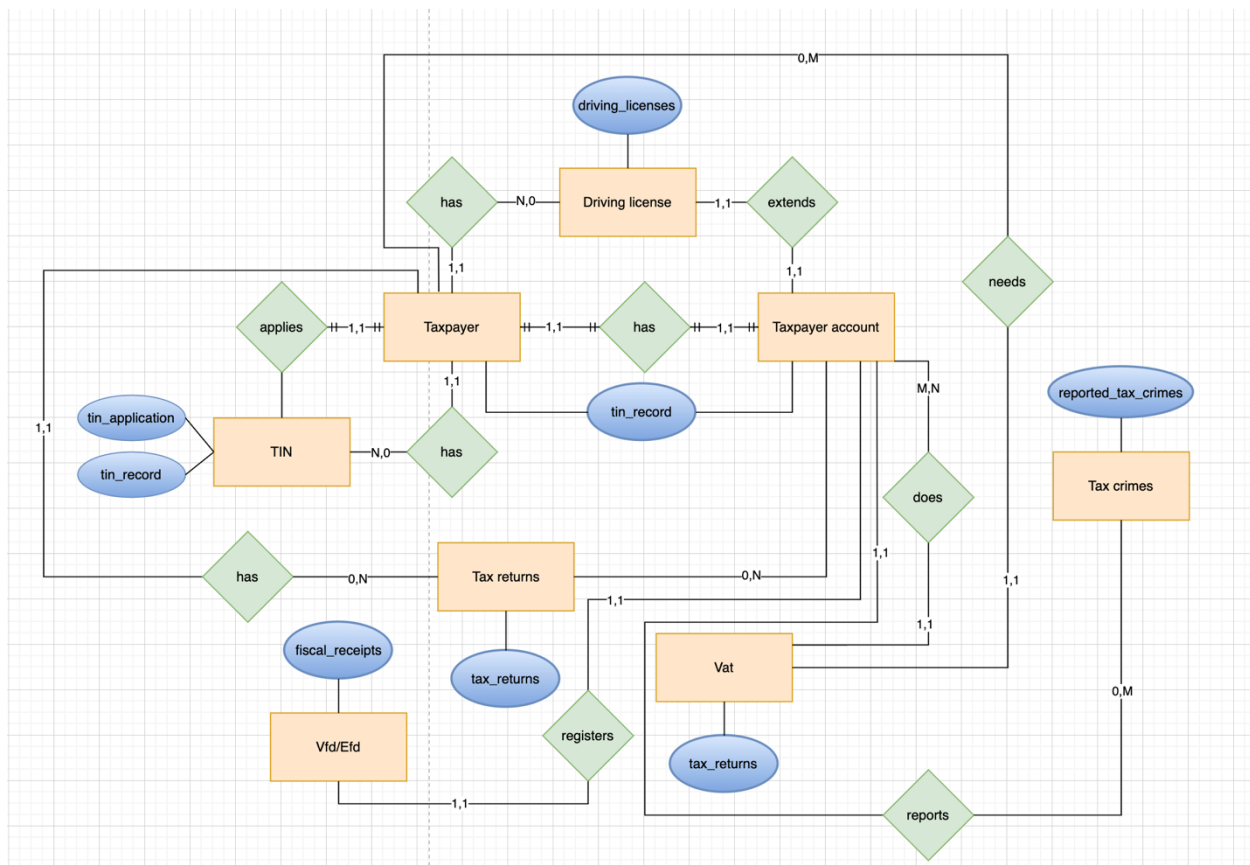 0,M
driving_licenses
has
N,0
Driving license
1,1
extends
1,1
1,1
needs
applies
1,1
Taxpayer
1,1
has
1,1
Taxpayer account
1,1
M,N
tin_record
reported_tax_crimes
tin_application
1,1
TIN
N,0
has
tin_record
Tax crimes
does
1,1
has
0,N
Tax returns
0,N
1,1
1,1
1,1
fiscal_receipts
tax_returns
Vat
0,M
Vfd/Efd
registers
tax_returns
1,1
reports